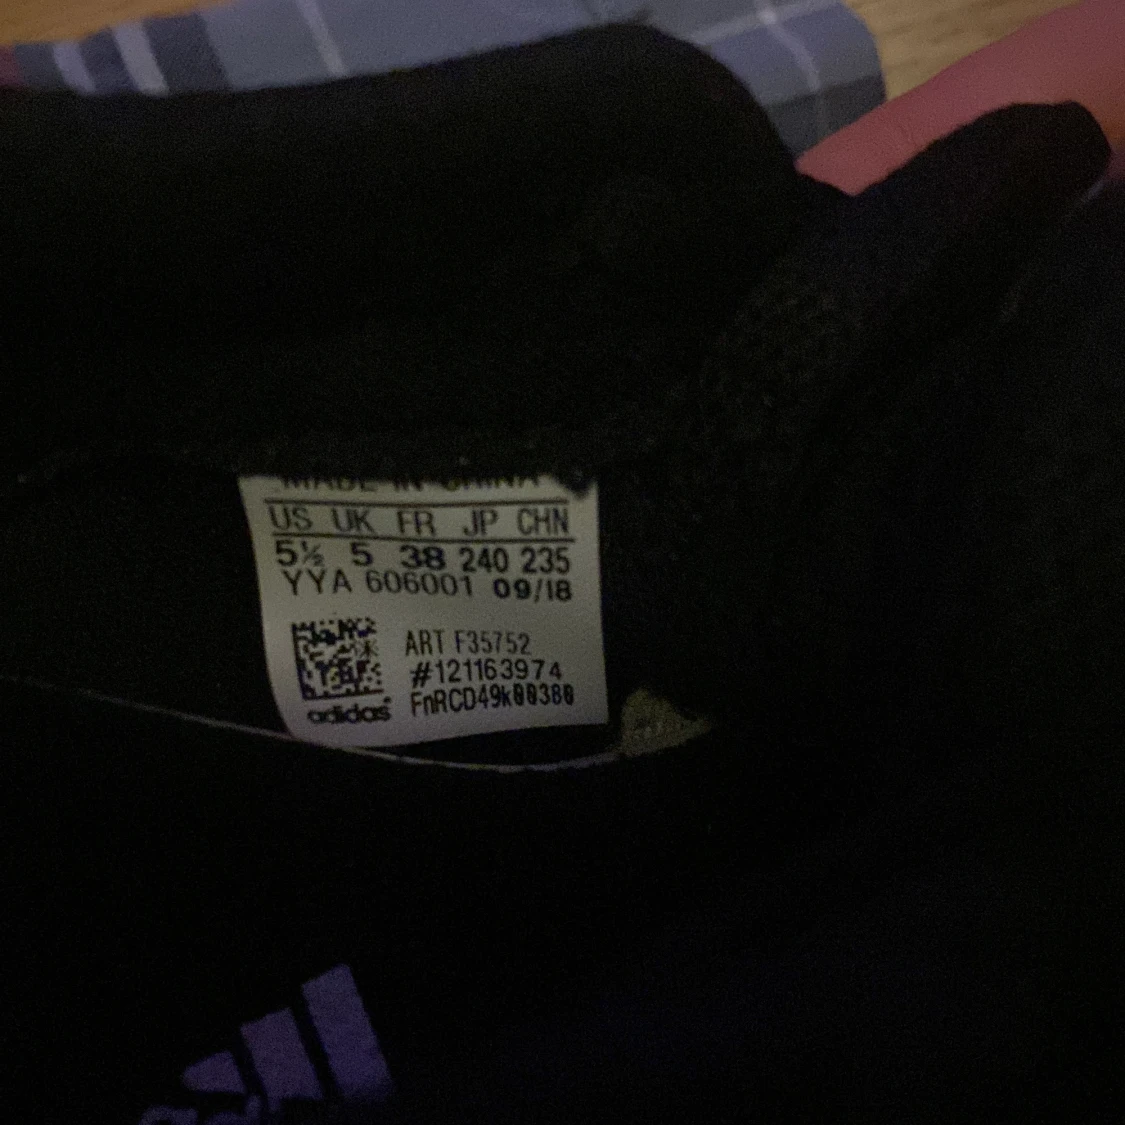 MADE IN CHINA
US UK FR JP CHN
5½ 5 38 240 235
YYA 606001 09/18
ART F35752
#121163974
FnRCD49k00380
adidas